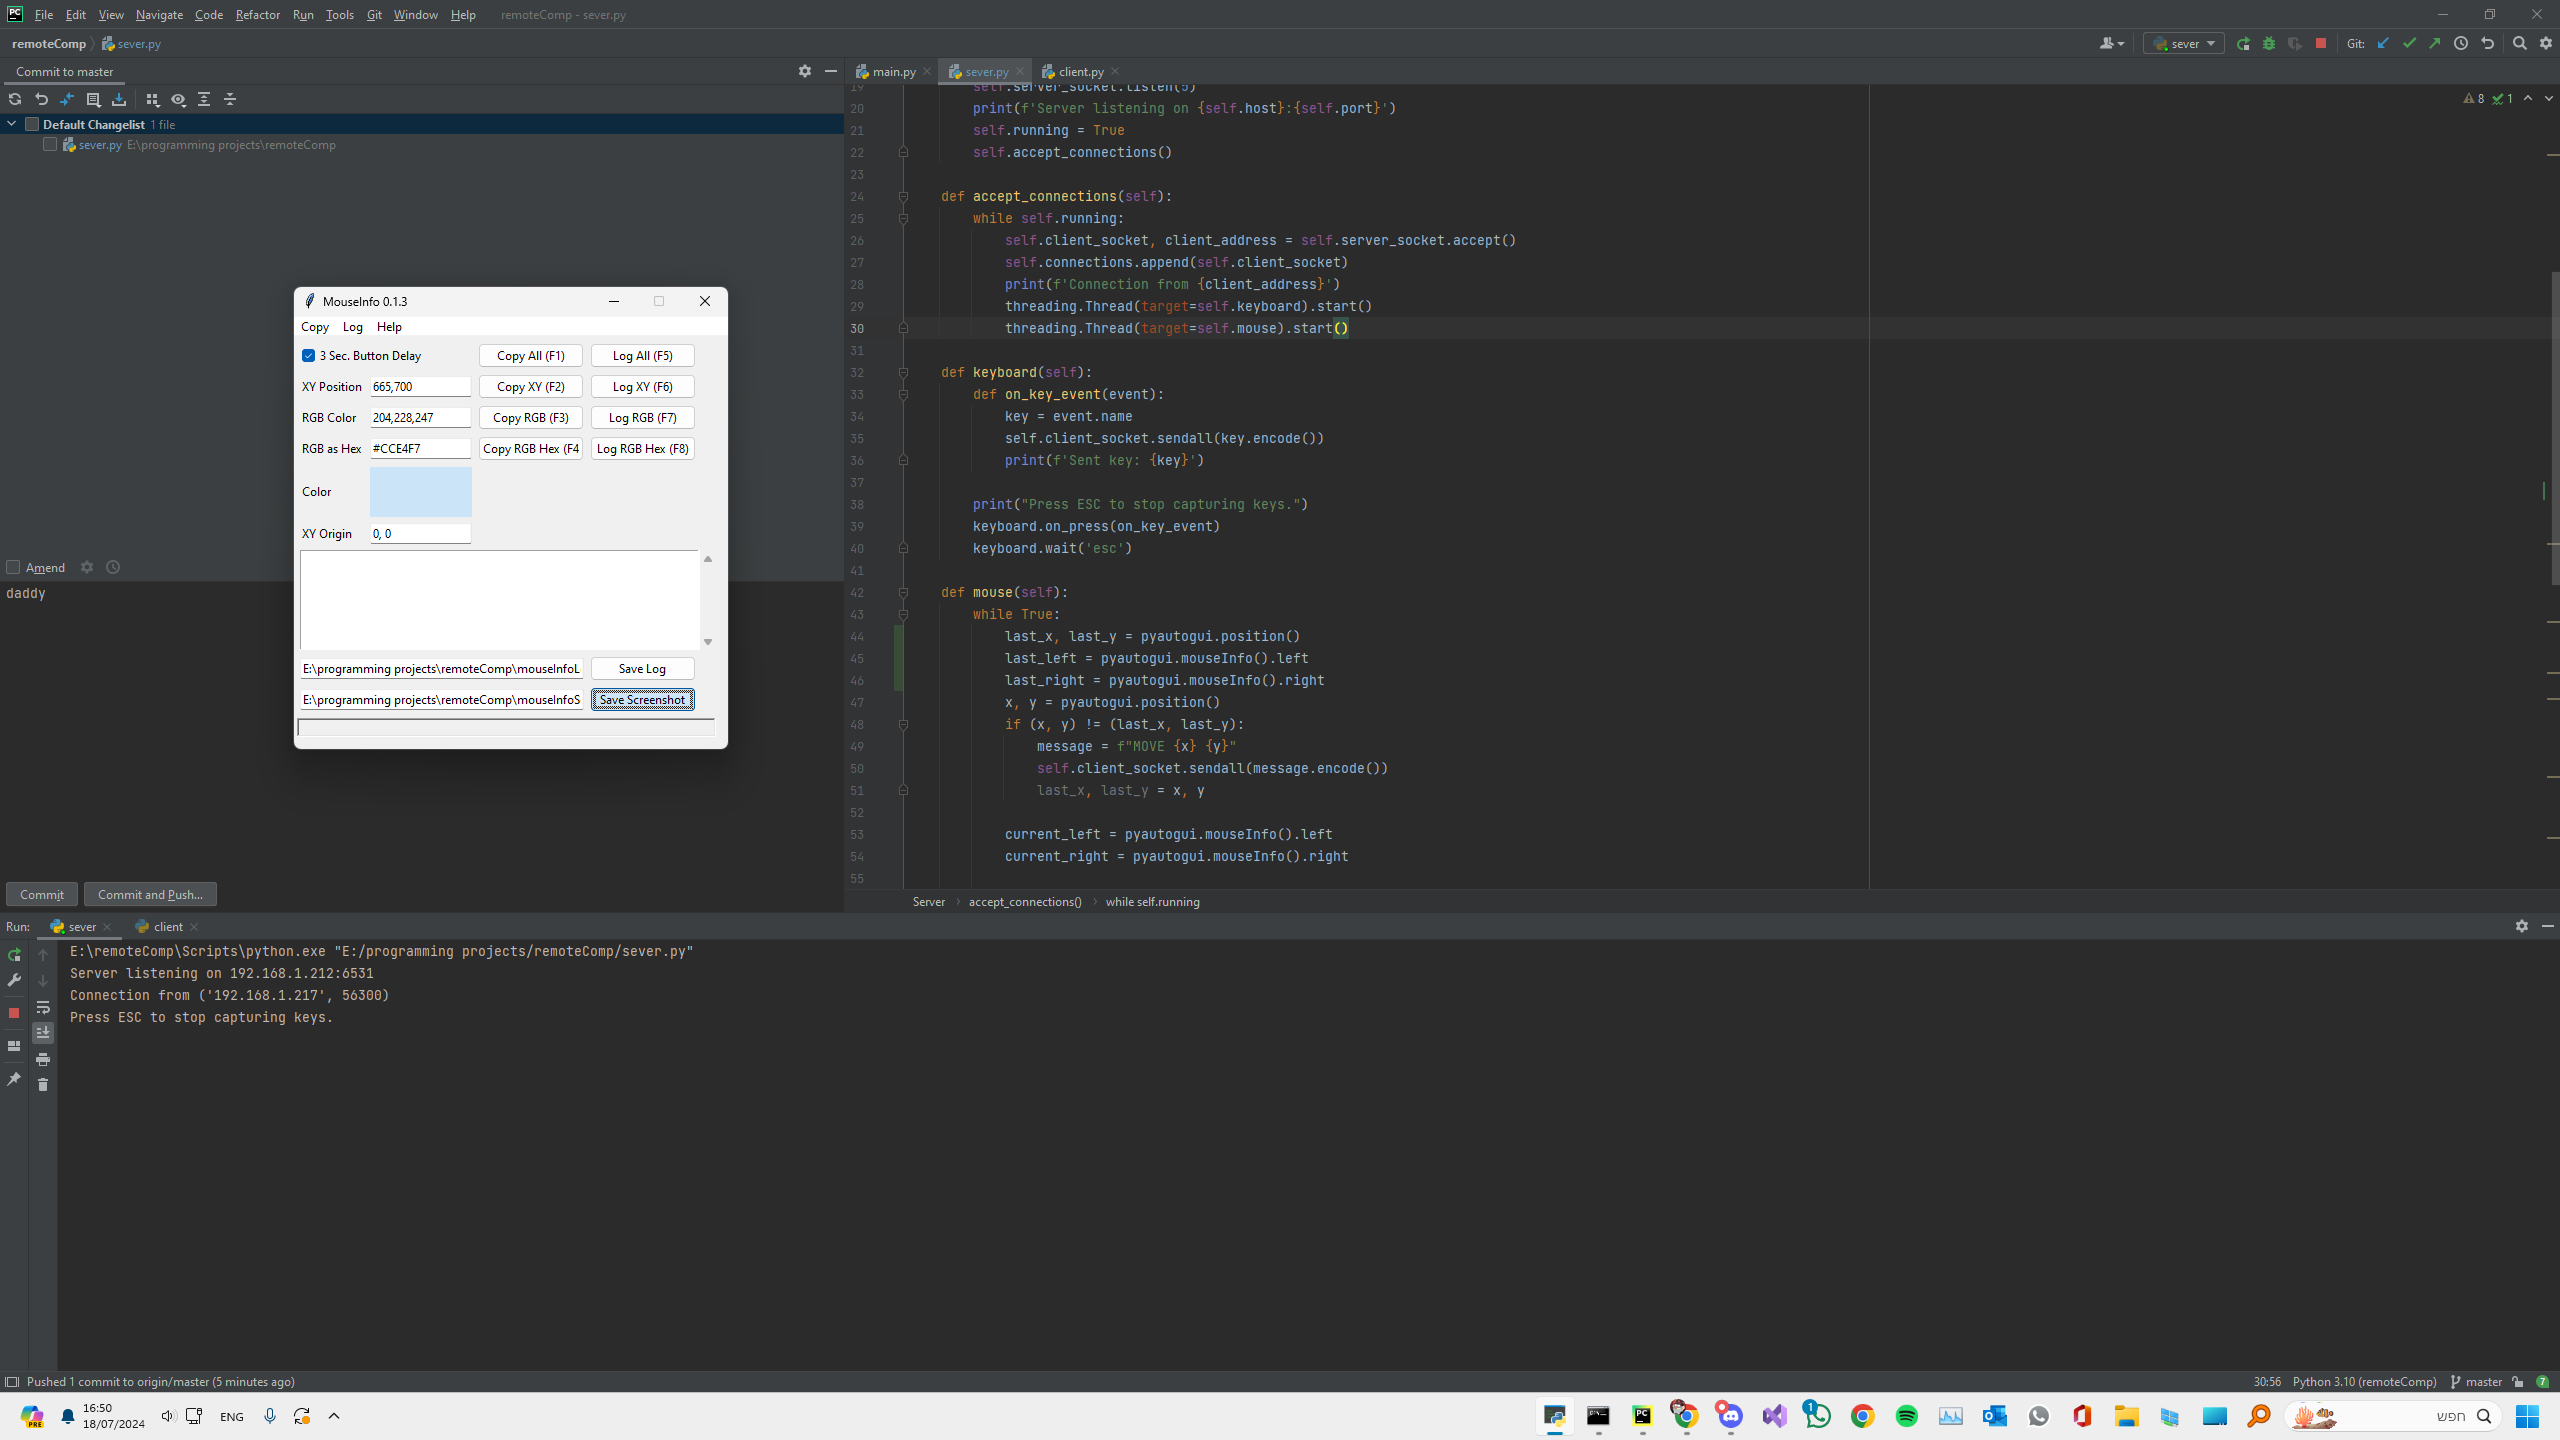 File Edit View Navigate Code Refactor Run Tools Git Window Help remoteComp - sever.py
remoteComp sever.py
sever Git:
Commit to master
main.py sever.py client.py
Default Changelist 1 file
sever.py E:\programming projects\remoteComp
8 1
19 self.server_socket.listen(5)
20 print(f'Server listening on {self.host}:{self.port}')
21 self.running = True
22 self.accept_connections()
23
24 def accept_connections(self):
25 while self.running:
26 self.client_socket, client_address = self.server_socket.accept()
27 self.connections.append(self.client_socket)
28 print(f'Connection from {client_address}')
29 threading.Thread(target=self.keyboard).start()
30 threading.Thread(target=self.mouse).start()
31
32 def keyboard(self):
33 def on_key_event(event):
34 key = event.name
35 self.client_socket.sendall(key.encode())
36 print(f'Sent key: {key}')
37
38 print("Press ESC to stop capturing keys.")
39 keyboard.on_press(on_key_event)
40 keyboard.wait('esc')
41
42 def mouse(self):
43 while True:
44 last_x, last_y = pyautogui.position()
45 last_left = pyautogui.mouseInfo().left
46 last_right = pyautogui.mouseInfo().right
47 x, y = pyautogui.position()
48 if (x, y) != (last_x, last_y):
49 message = f"MOVE {x} {y}"
50 self.client_socket.sendall(message.encode())
51 last_x, last_y = x, y
52
53 current_left = pyautogui.mouseInfo().left
54 current_right = pyautogui.mouseInfo().right
55
Server accept_connections() while self.running
MouseInfo 0.1.3
Copy Log Help
3 Sec. Button Delay Copy All (F1) Log All (F5)
XY Position 665,700 Copy XY (F2) Log XY (F6)
RGB Color 204,228,247 Copy RGB (F3) Log RGB (F7)
RGB as Hex #CCE4F7 Copy RGB Hex (F4 Log RGB Hex (F8)
Color
XY Origin 0, 0
E:\programming projects\remoteComp\mouseInfoL Save Log
E:\programming projects\remoteComp\mouseInfoS Save Screenshot
Amend
daddy
Commit Commit and Push...
Run: sever client
E:\remoteComp\Scripts\python.exe "E:/programming projects/remoteComp/sever.py"
Server listening on 192.168.1.212:6531
Connection from ('192.168.1.217', 56300)
Press ESC to stop capturing keys.
Pushed 1 commit to origin/master (5 minutes ago) 30:56 Python 3.10 (remoteComp) master 7
PRE 16:50 ENG 1 חפש
18/07/2024